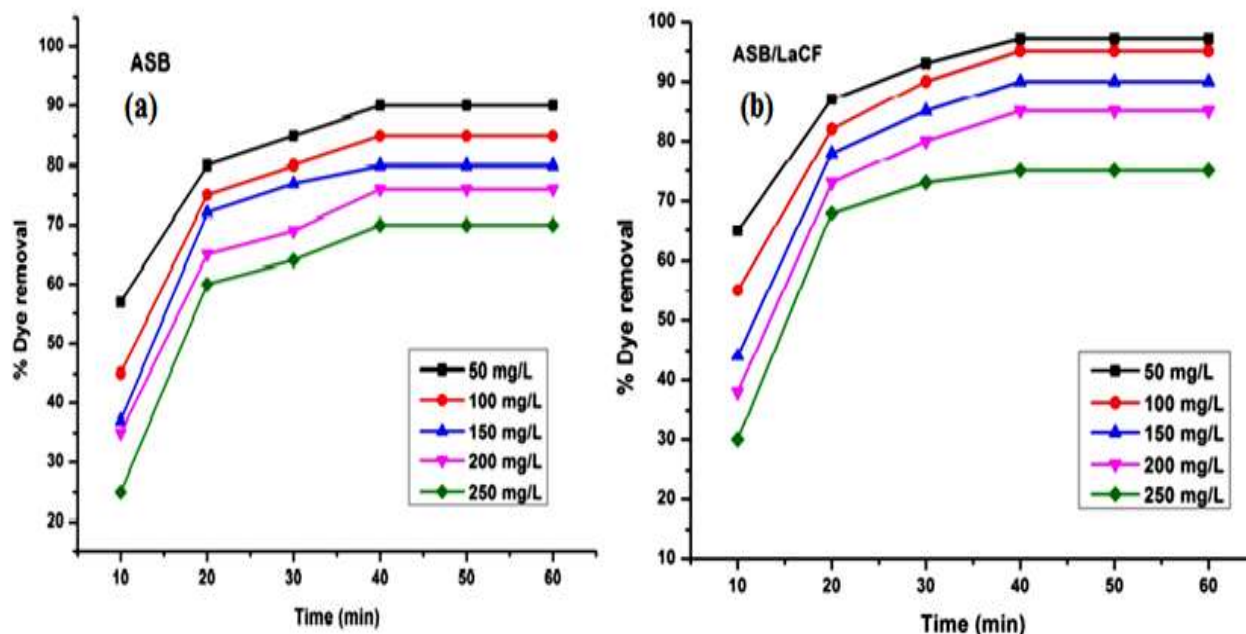 ASB
(a)
100
90
80
70
60
50
40
30
20
% Dye removal
50 mg/L
100 mg/L
150 mg/L
200 mg/L
250 mg/L
10 20 30 40 50 60
Time (min)
ASB/LaCF
(b)
100
90
80
70
60
50
40
30
20
10
% Dye removal
50 mg/L
100 mg/L
150 mg/L
200 mg/L
250 mg/L
10 20 30 40 50 60
Time (min)